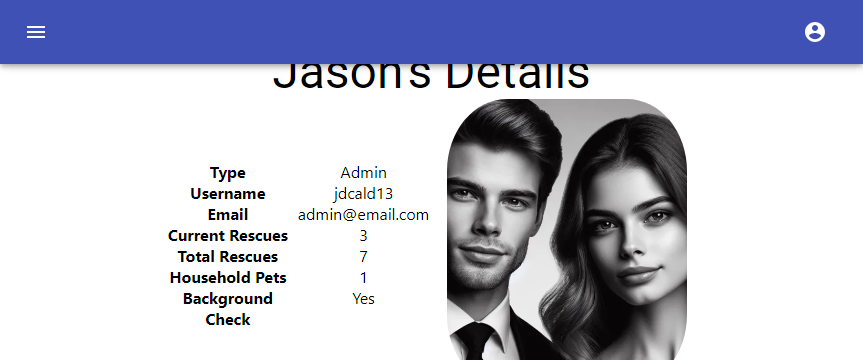 Jason's Details
Type Admin
Username jdcald13
Email admin@email.com
Current Rescues 3
Total Rescues 7
Household Pets 1
Background Yes
Check